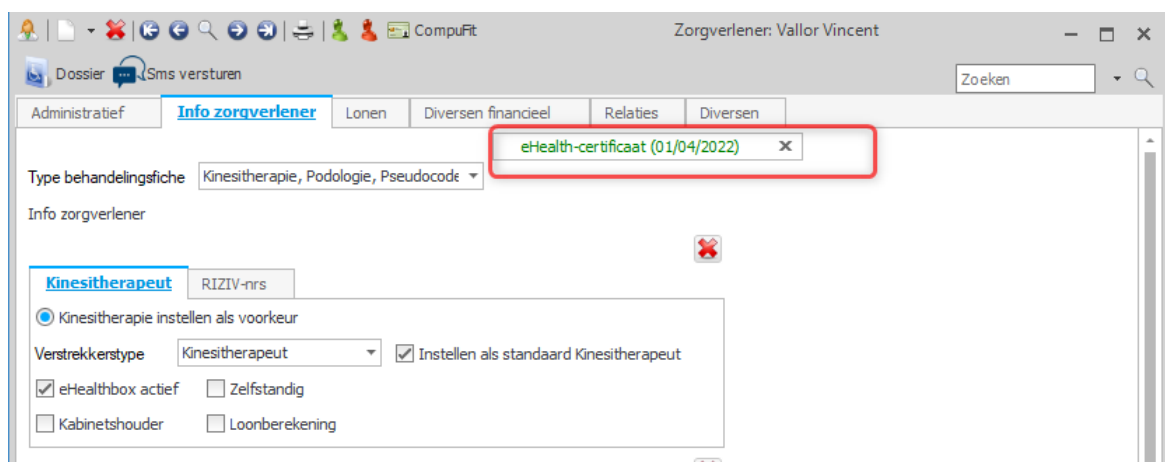 CompuFit Zorgverlener: Vallor Vincent
Dossier Sms versturen Zoeken
Administratief Info zorgverlener Lonen Diversen financieel Relaties Diversen
eHealth-certificaat (01/04/2022)
Type behandelingsfiche Kinesitherapie, Podologie, Pseudocode
Info zorgverlener
Kinesitherapeut RIZIV-nrs
Kinesitherapie instellen als voorkeur
Verstrekkerstype Kinesitherapeut Instellen als standaard Kinesitherapeut
eHealthbox actief Zelfstandig
Kabinetshouder Loonberekening